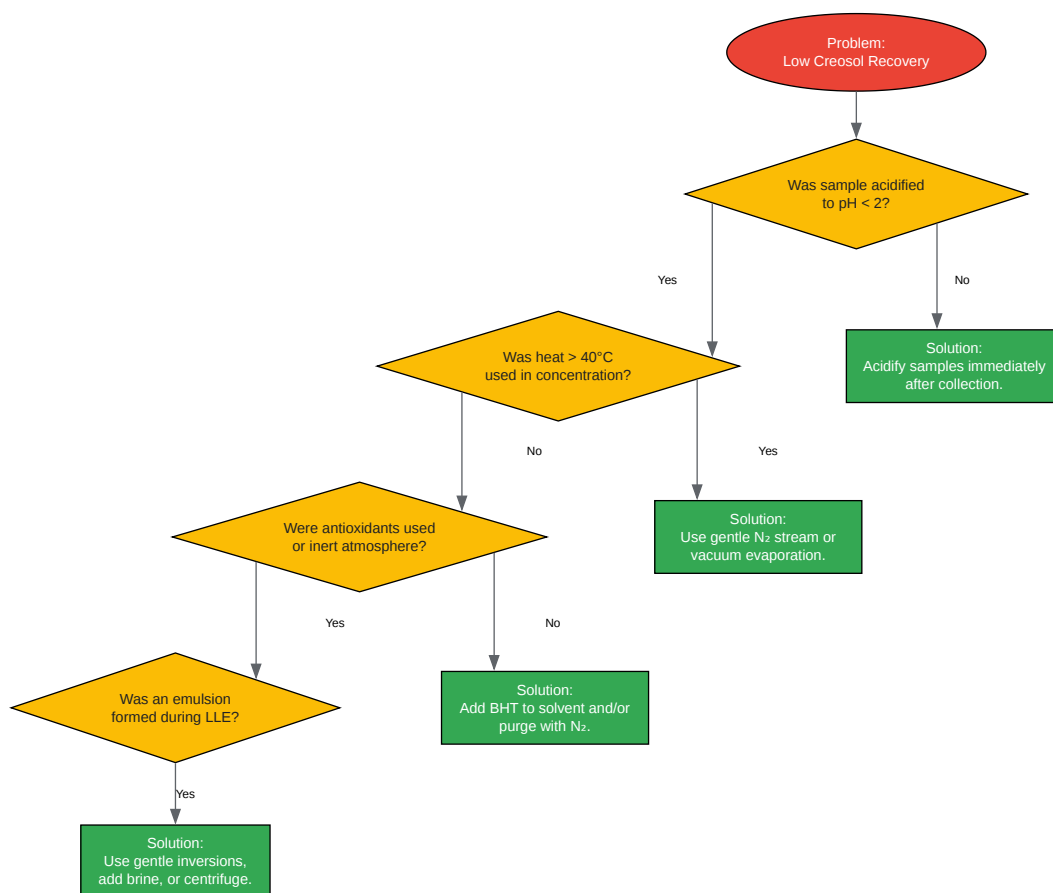 Problem:
Low Creosol Recovery
Was sample acidified
to pH < 2?
Yes
No
Was heat > 40°C
used in concentration?
Solution:
Acidify samples immediately
after collection.
No
Yes
Were antioxidants used
or inert atmosphere?
Solution:
Use gentle N₂ stream or
vacuum evaporation.
Yes
No
Was an emulsion
formed during LLE?
Solution:
Add BHT to solvent and/or
purge with N₂.
Yes
Solution:
Use gentle inversions,
add brine, or centrifuge.